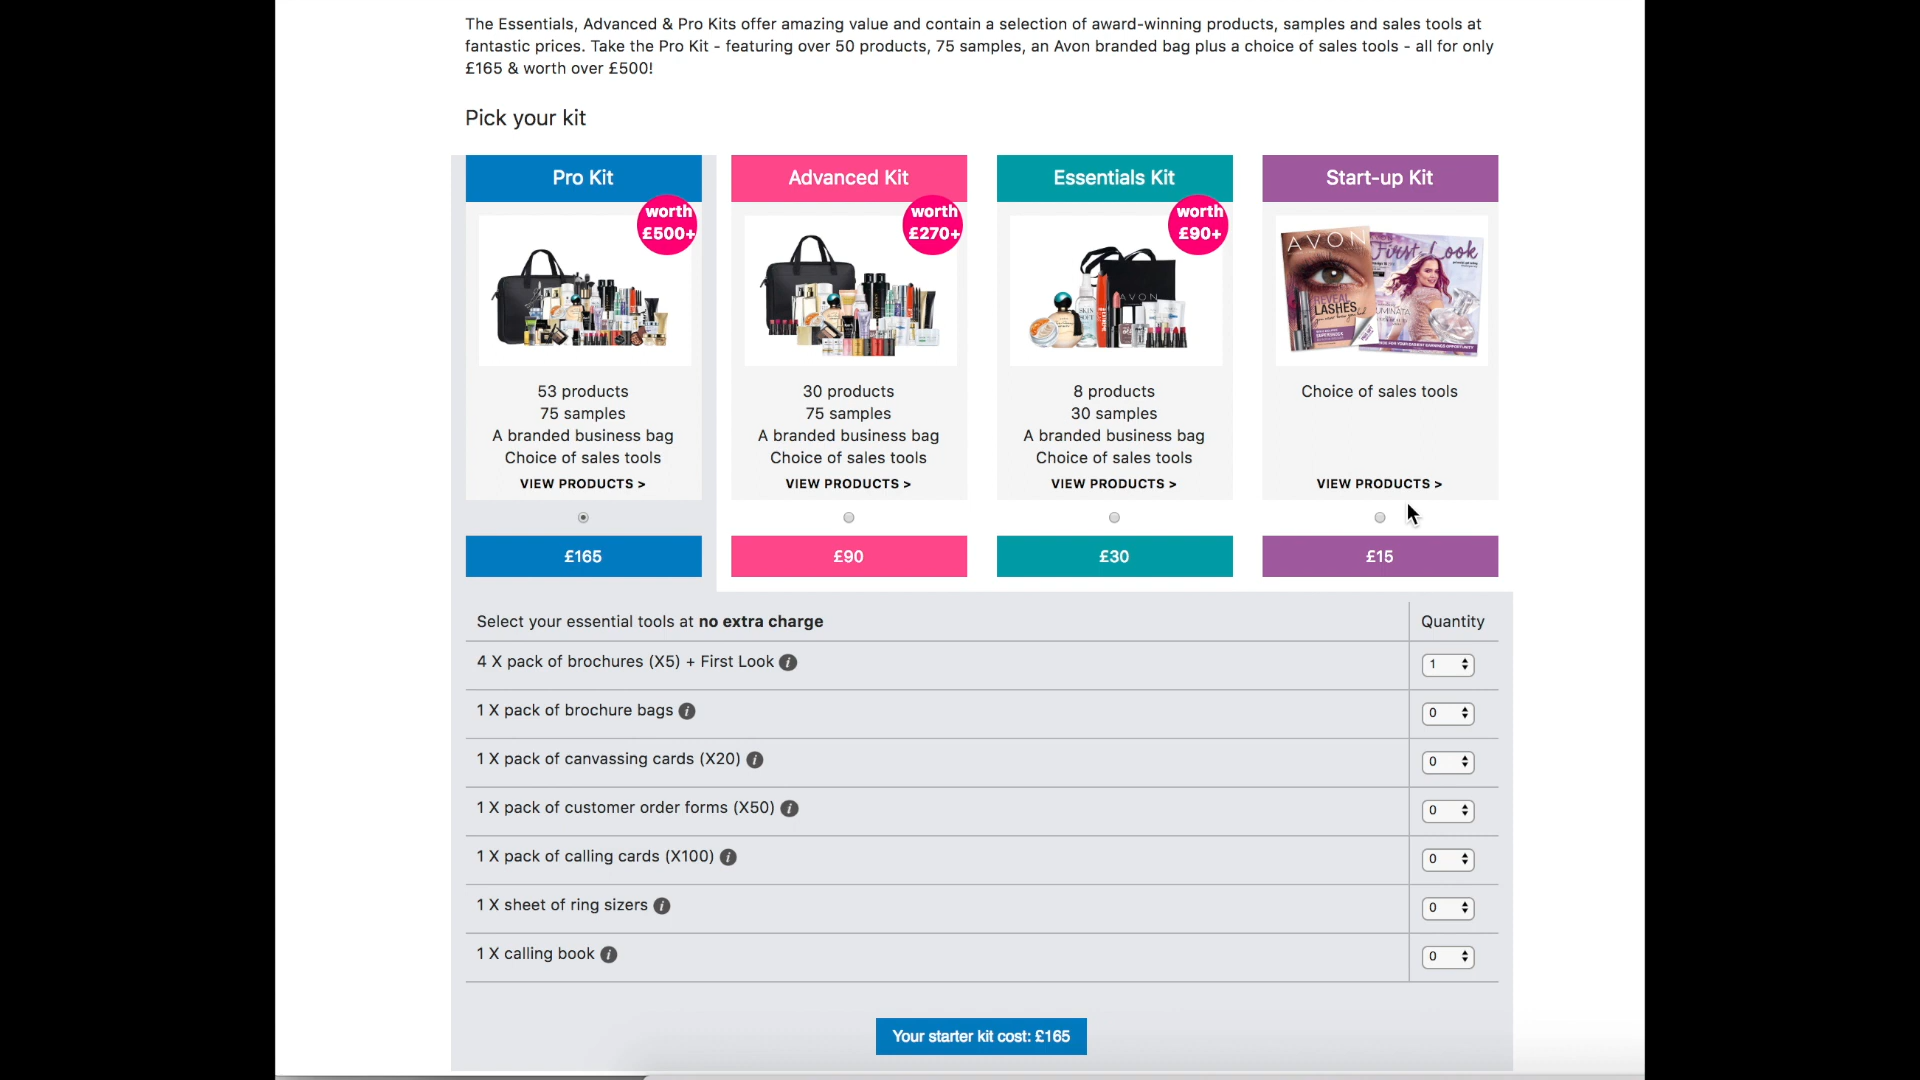 The Essentials, Advanced & Pro Kits offer amazing value and contain a selection of award-winning products, samples and sales tools at
fantastic prices. Take the Pro Kit - featuring over 50 products, 75 samples, an Avon branded bag plus a choice of sales tools - all for only
£165 & worth over £500!
Pick your kit
Pro Kit
worth
£500+
53 products
75 samples
A branded business bag
Choice of sales tools
VIEW PRODUCTS >
£165
Advanced Kit
worth
£270+
30 products
75 samples
A branded business bag
Choice of sales tools
VIEW PRODUCTS >
£90
Essentials Kit
worth
£90+
AVON
8 products
30 samples
A branded business bag
Choice of sales tools
VIEW PRODUCTS >
£30
Start-up Kit
AVON
First Look
LASHES
Choice of sales tools
VIEW PRODUCTS >
£15
Select your essential tools at no extra charge
Quantity
4 X pack of brochures (X5) + First Look i
1
1 X pack of brochure bags i
0
1 X pack of canvassing cards (X20) i
0
1 X pack of customer order forms (X50) i
0
1 X pack of calling cards (X100) i
0
1 X sheet of ring sizers i
0
1 X calling book i
0
Your starter kit cost: £165